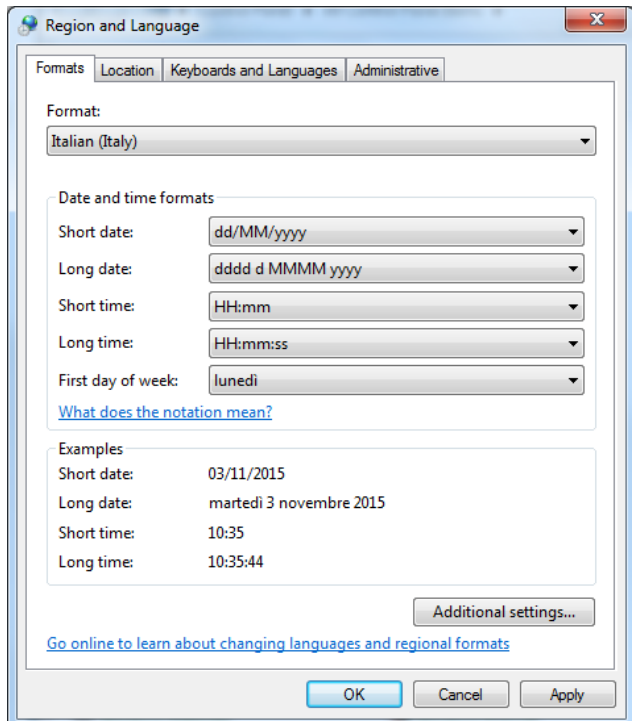 Region and Language
Formats Location Keyboards and Languages Administrative
Format:
Italian (Italy)
Date and time formats
Short date: dd/MM/yyyy
Long date: dddd d MMMM yyyy
Short time: HH:mm
Long time: HH:mm:ss
First day of week: lunedì
What does the notation mean?
Examples
Short date: 03/11/2015
Long date: martedì 3 novembre 2015
Short time: 10:35
Long time: 10:35:44
Additional settings...
Go online to learn about changing languages and regional formats
OK Cancel Apply